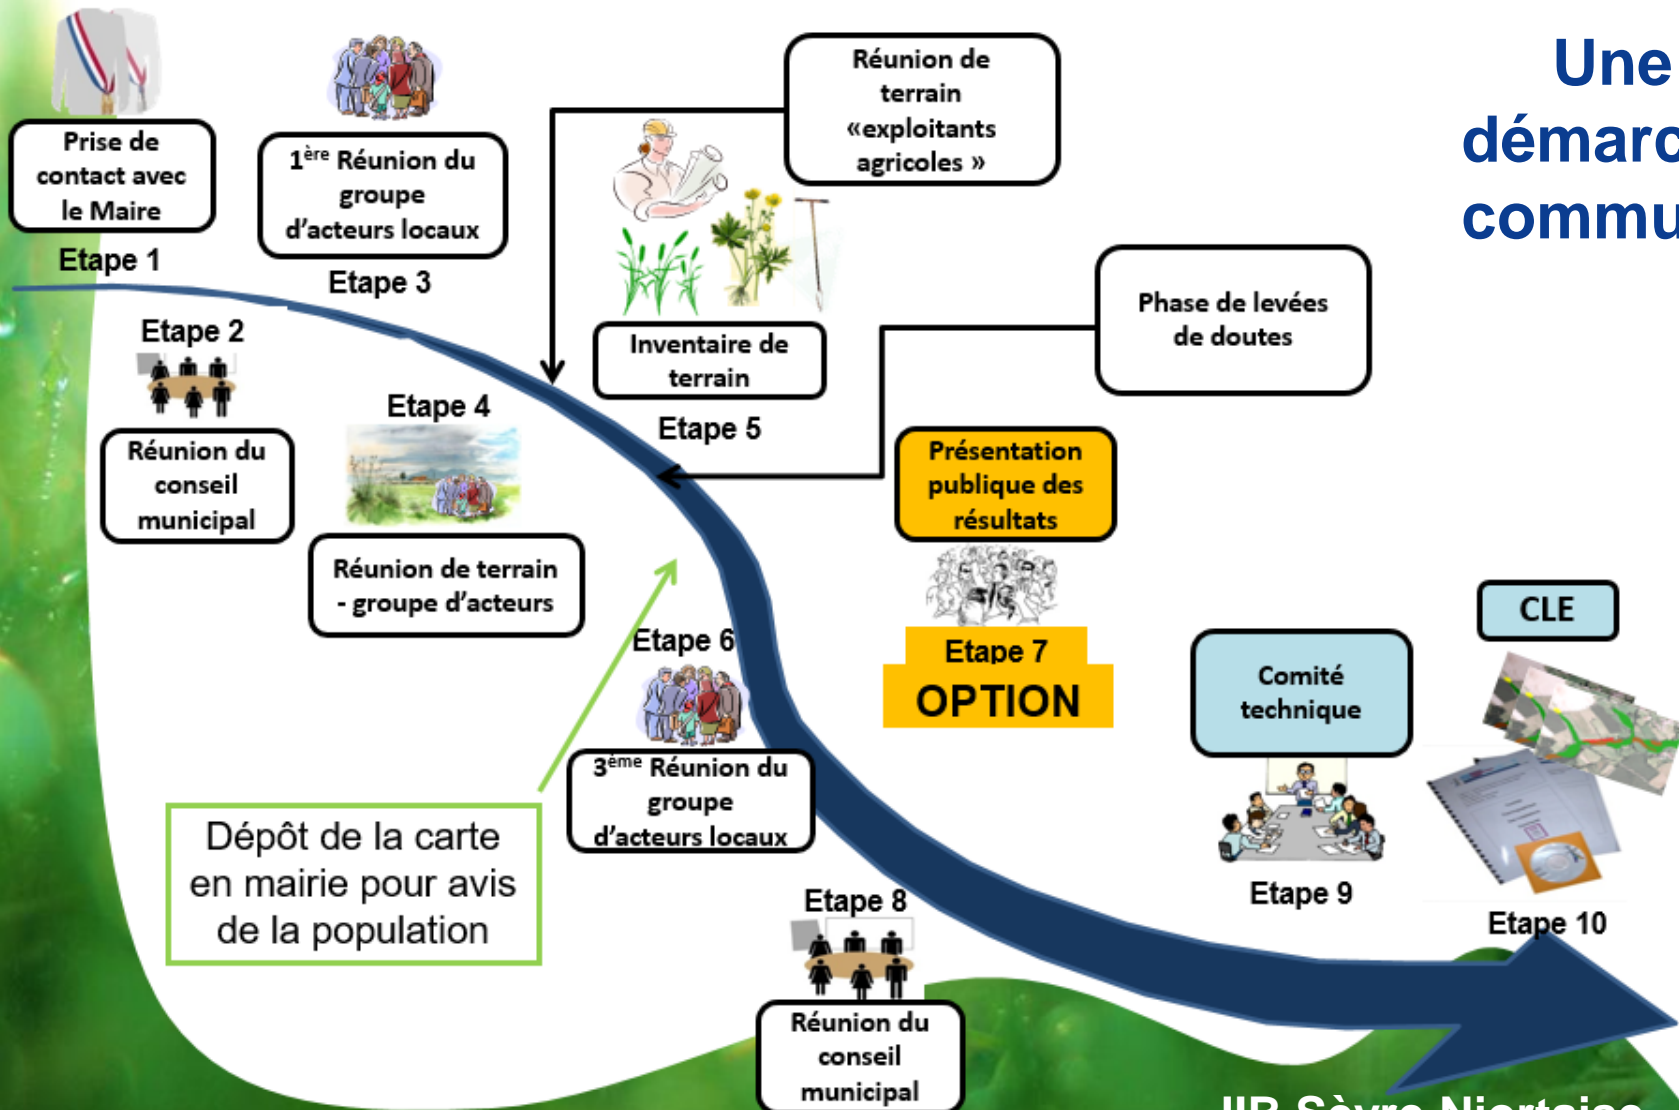 Une
démarc
commu
Prise de
contact avec
le Maire
Etape 1
Etape 2
Réunion du
conseil
municipal
1ère Réunion du
groupe
d'acteurs locaux
Etape 3
Etape 4
Réunion de terrain
- groupe d'acteurs
Réunion de
terrain
«exploitants
agricoles »
Inventaire de
terrain
Etape 5
Phase de levées
de doutes
Dépôt de la carte
en mairie pour avis
de la population
Etape 6
3ème Réunion du
groupe
d'acteurs locaux
Présentation
publique des
résultats
Etape 7
OPTION
Etape 8
Réunion du
conseil
municipal
Comité
technique
Etape 9
CLE
Etape 10
IIB Sèvre Niortaise